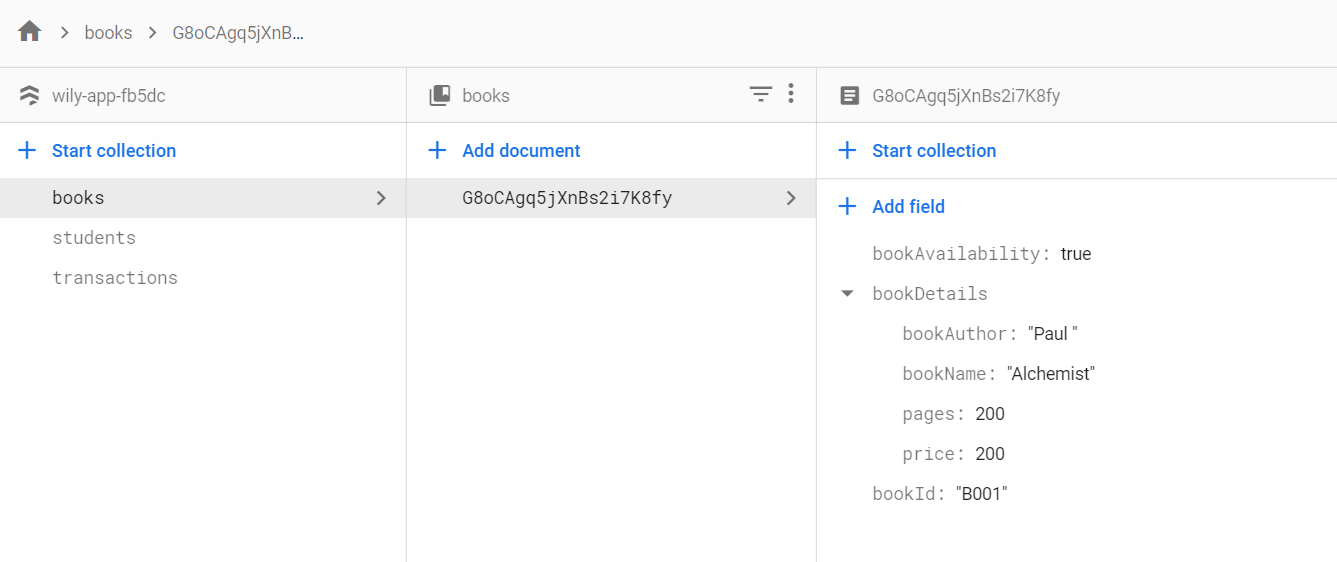 books G8oCAgq5jXnB...
wily-app-fb5dc
Start collection
books
students
transactions
books
Add document
G8oCAgq5jXnBs2i7K8fy
G8oCAgq5jXnBs2i7K8fy
Start collection
Add field
bookAvailability: true
bookDetails
bookAuthor: "Paul "
bookName: "Alchemist"
pages: 200
price: 200
bookId: "B001"